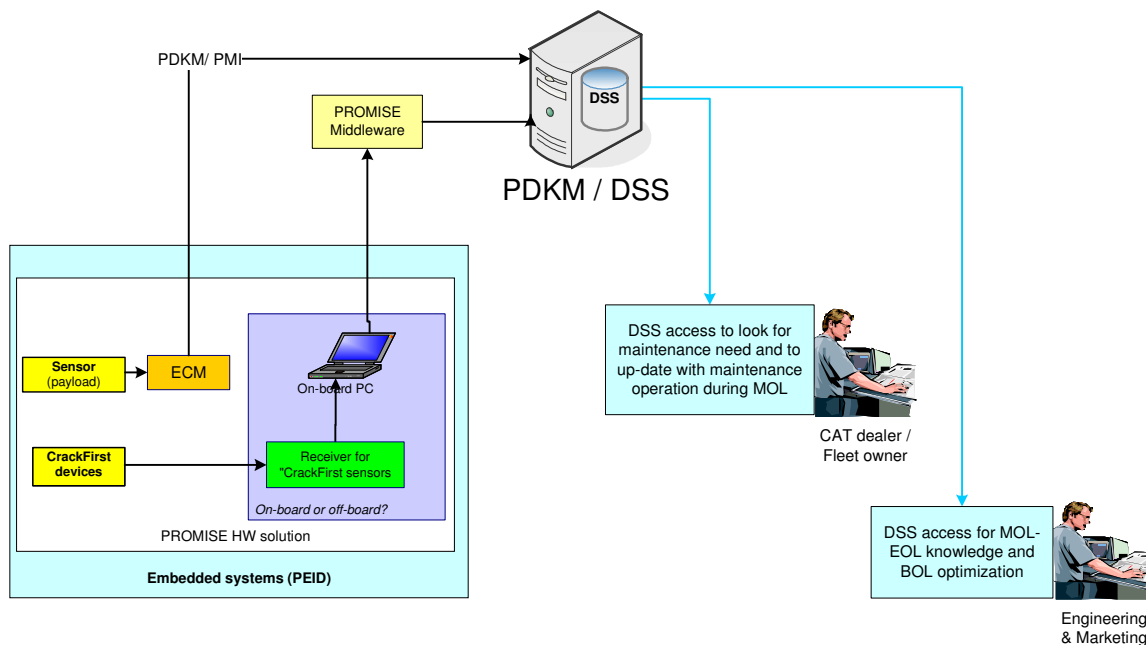 PDKM/ PMI
DSS
PROMISE
Middleware
PDKM / DSS
DSS access to look for
maintenance need and to
up-date with maintenance
operation during MOL
Sensor
(payload)
ECM
On-board PC
CAT dealer /
Fleet owner
CrackFirst
devices
Receiver for
"CrackFirst sensors
On-board or off-board?
PROMISE HW solution
DSS access for MOL-
EOL knowledge and
BOL optimization
Embedded systems (PEID)
Engineering
& Marketing